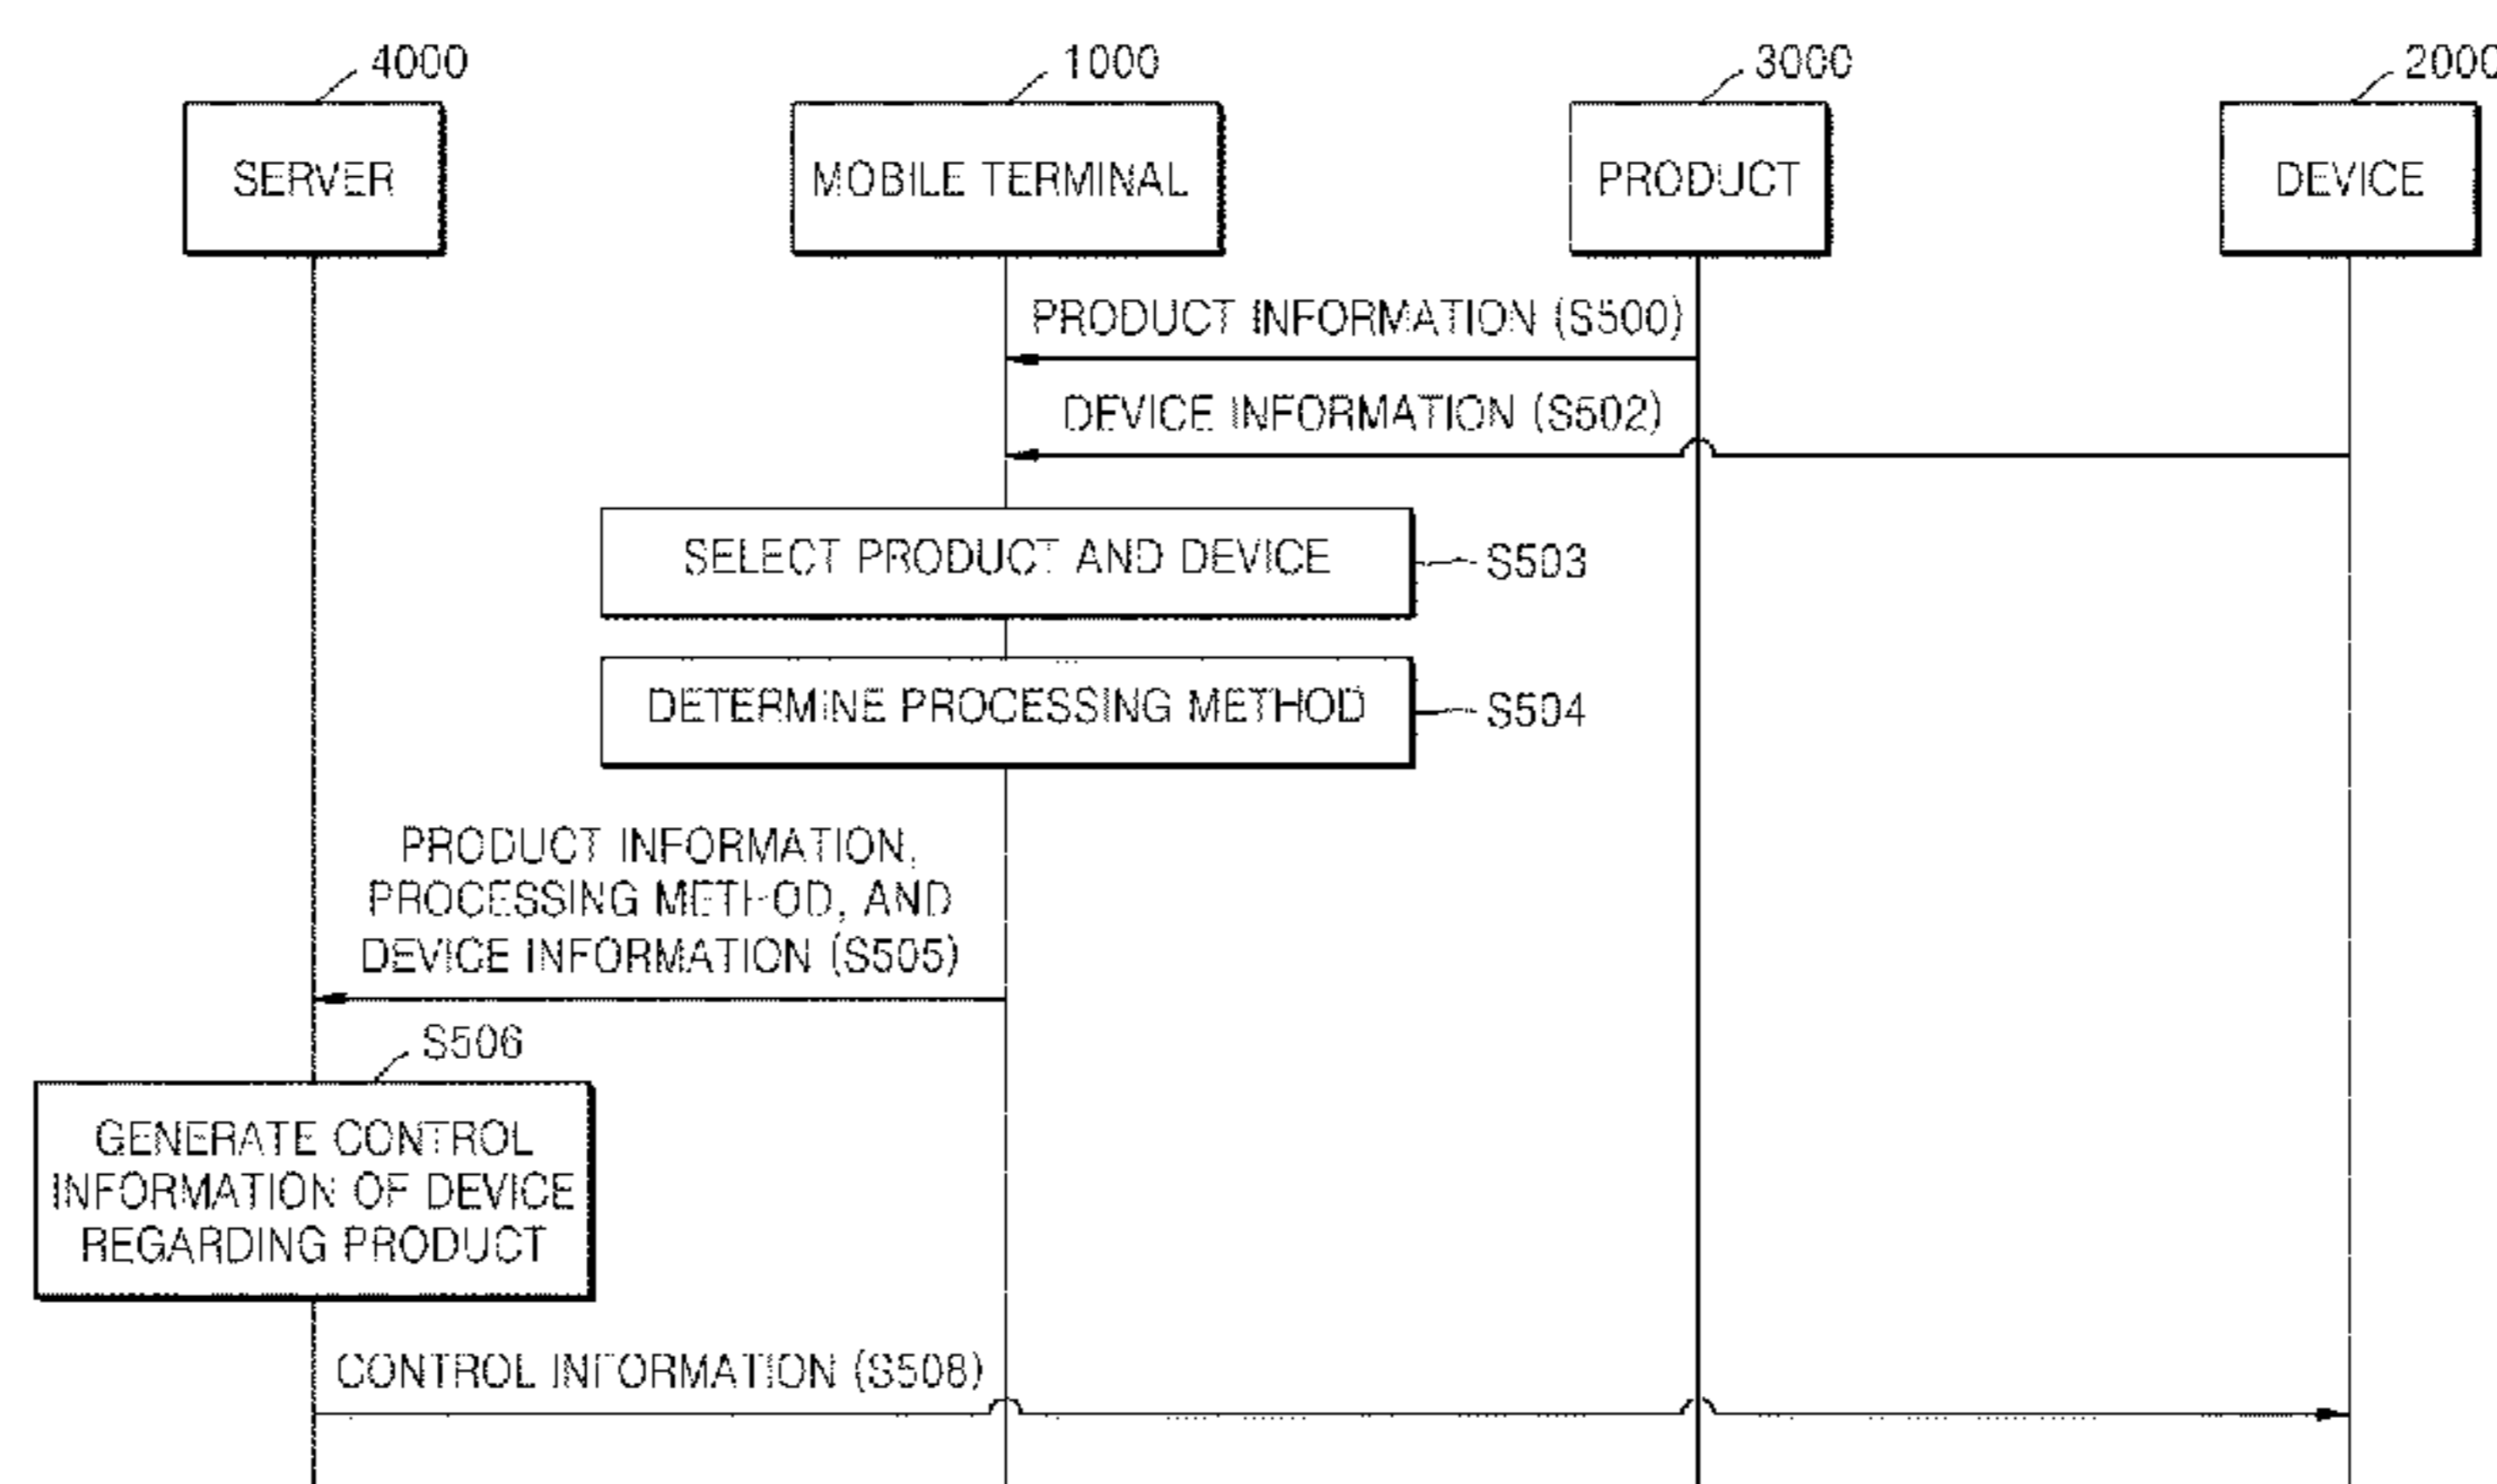 4000
1000
3000
2000
SERVER
MOBILE TERMINAL
PRODUCT
DEVICE
PRODUCT INFORMATION (S500)
DEVICE INFORMATION (S502)
SELECT PRODUCT AND DEVICE
S503
DETERMINE PROCESSING METHOD
S504
PRODUCT INFORMATION,
PROCESSING METHOD, AND
DEVICE INFORMATION (S505)
S506
GENERATE CONTROL
INFORMATION OF DEVICE
REGARDING PRODUCT
CONTROL INFORMATION (S508)